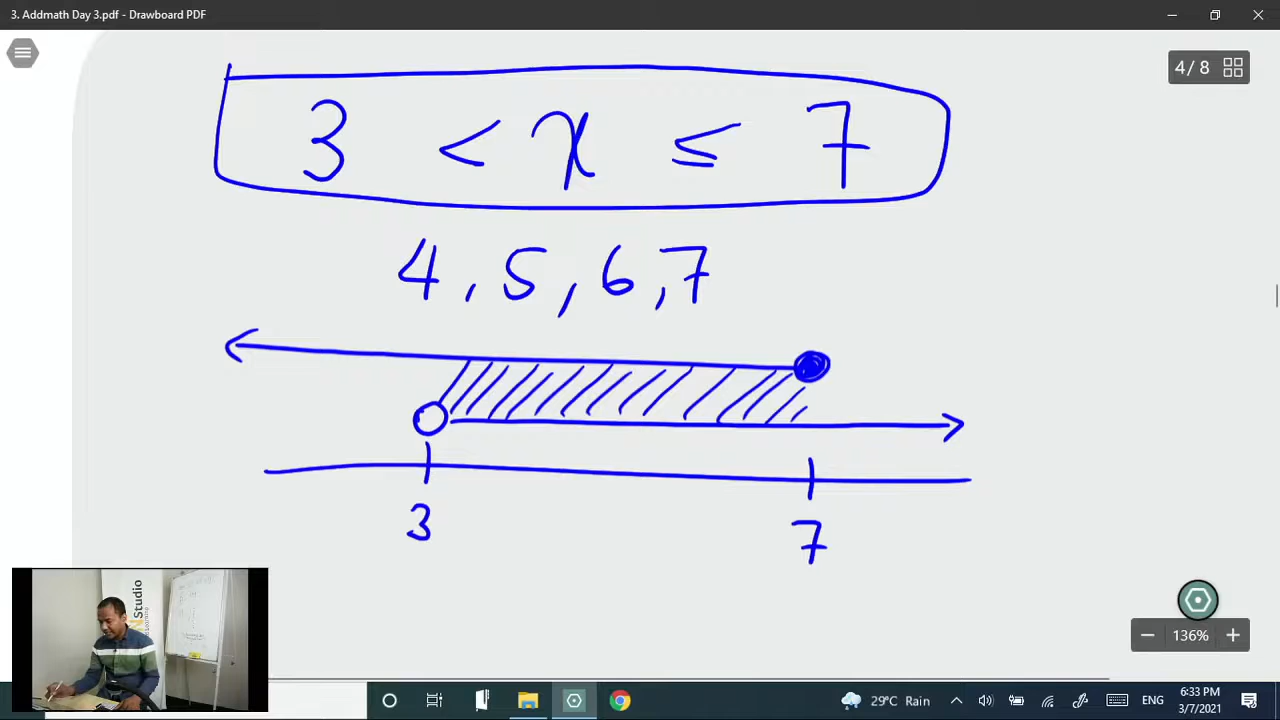 3. Addmath Day 3.pdf - Drawboard PDF
4 / 8
3 < x ≤ 7
4, 5, 6, 7
3
7
Studio
136%
29°C Rain
ENG
6:33 PM
3/7/2021